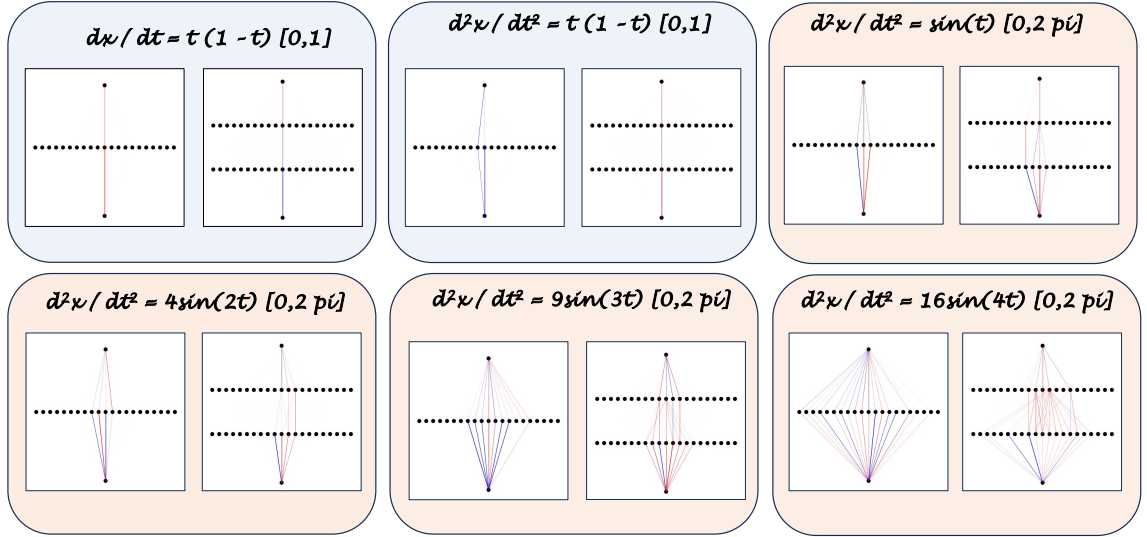 dx / dt = t (1 - t) [0,1]
d²x / dt² = t (1 - t) [0,1]
d²x / dt² = sin(t) [0,2 pi]
d²x / dt² = 4sin(2t) [0,2 pi]
d²x / dt² = 9sin(3t) [0,2 pi]
d²x / dt² = 16sin(4t) [0,2 pi]